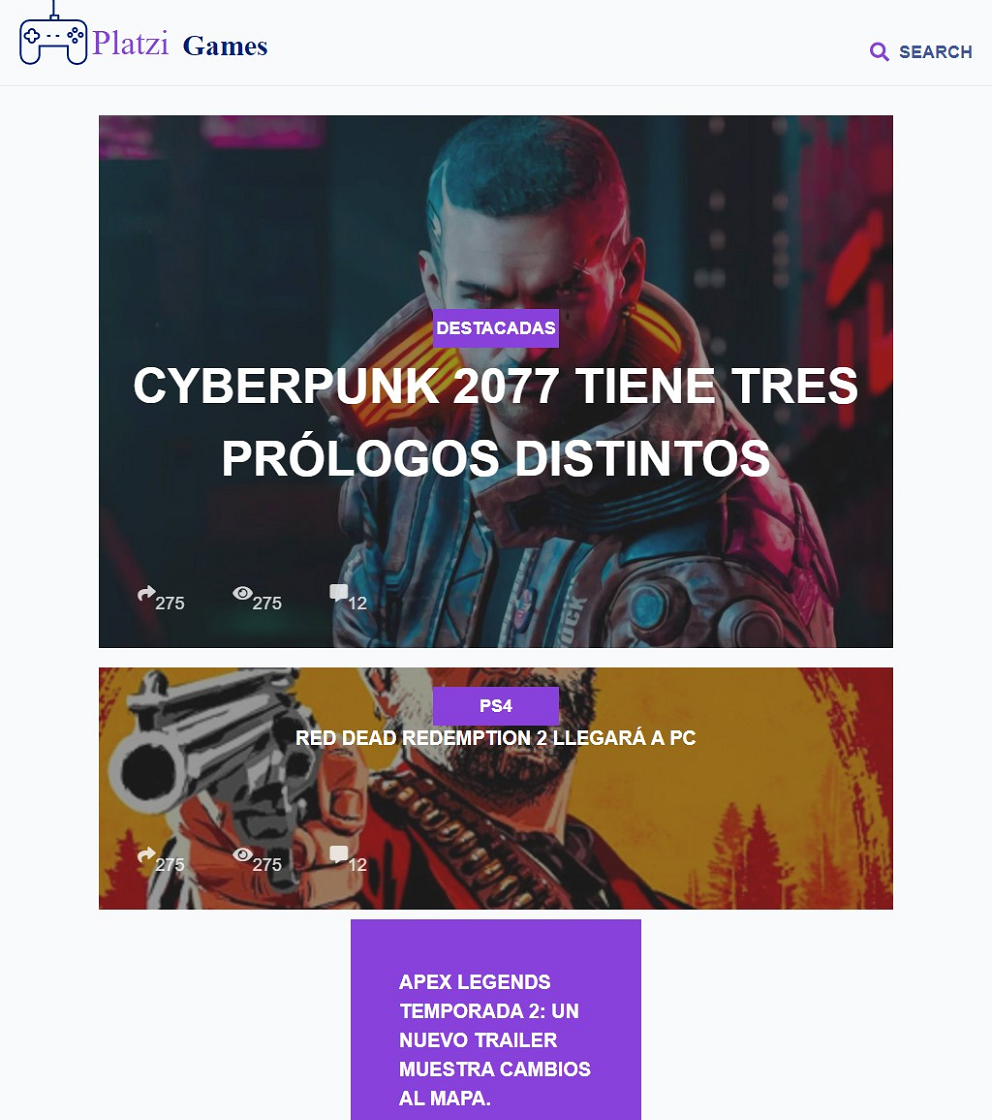 Platzi Games
SEARCH
DESTACADAS
CYBERPUNK 2077 TIENE TRES
PRÓLOGOS DISTINTOS
275 275 12
PS4
RED DEAD REDEMPTION 2 LLEGARÁ A PC
275 275 12
APEX LEGENDS
TEMPORADA 2: UN
NUEVO TRAILER
MUESTRA CAMBIOS
AL MAPA.